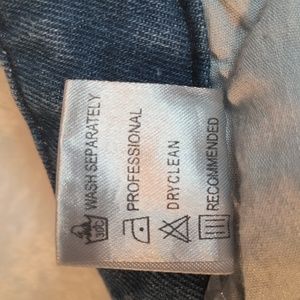 WASH SEPARATELY
PROFESSIONAL
DRYCLEAN
RECOMMENDED